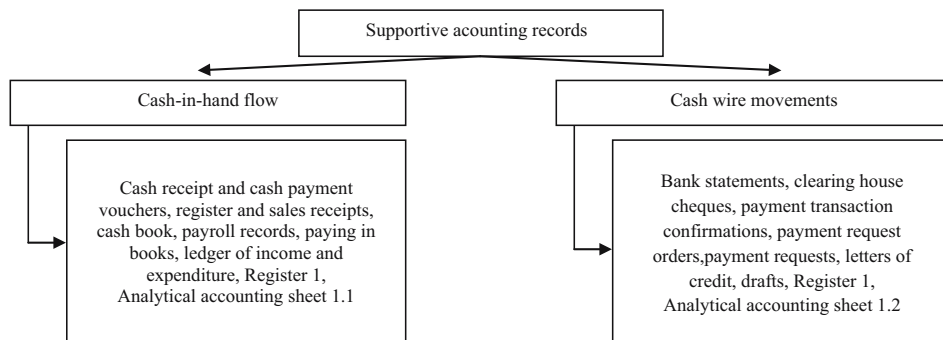 Supportive acounting records
Cash-in-hand flow
Cash wire movements
Cash receipt and cash payment
vouchers, register and sales receipts,
cash book, payroll records, paying in
books, ledger of income and
expenditure, Register 1,
Analytical accounting sheet 1.1
Bank statements, clearing house
cheques, payment transaction
confirmations, payment request
orders,payment requests, letters of
credit, drafts, Register 1,
Analytical accounting sheet 1.2